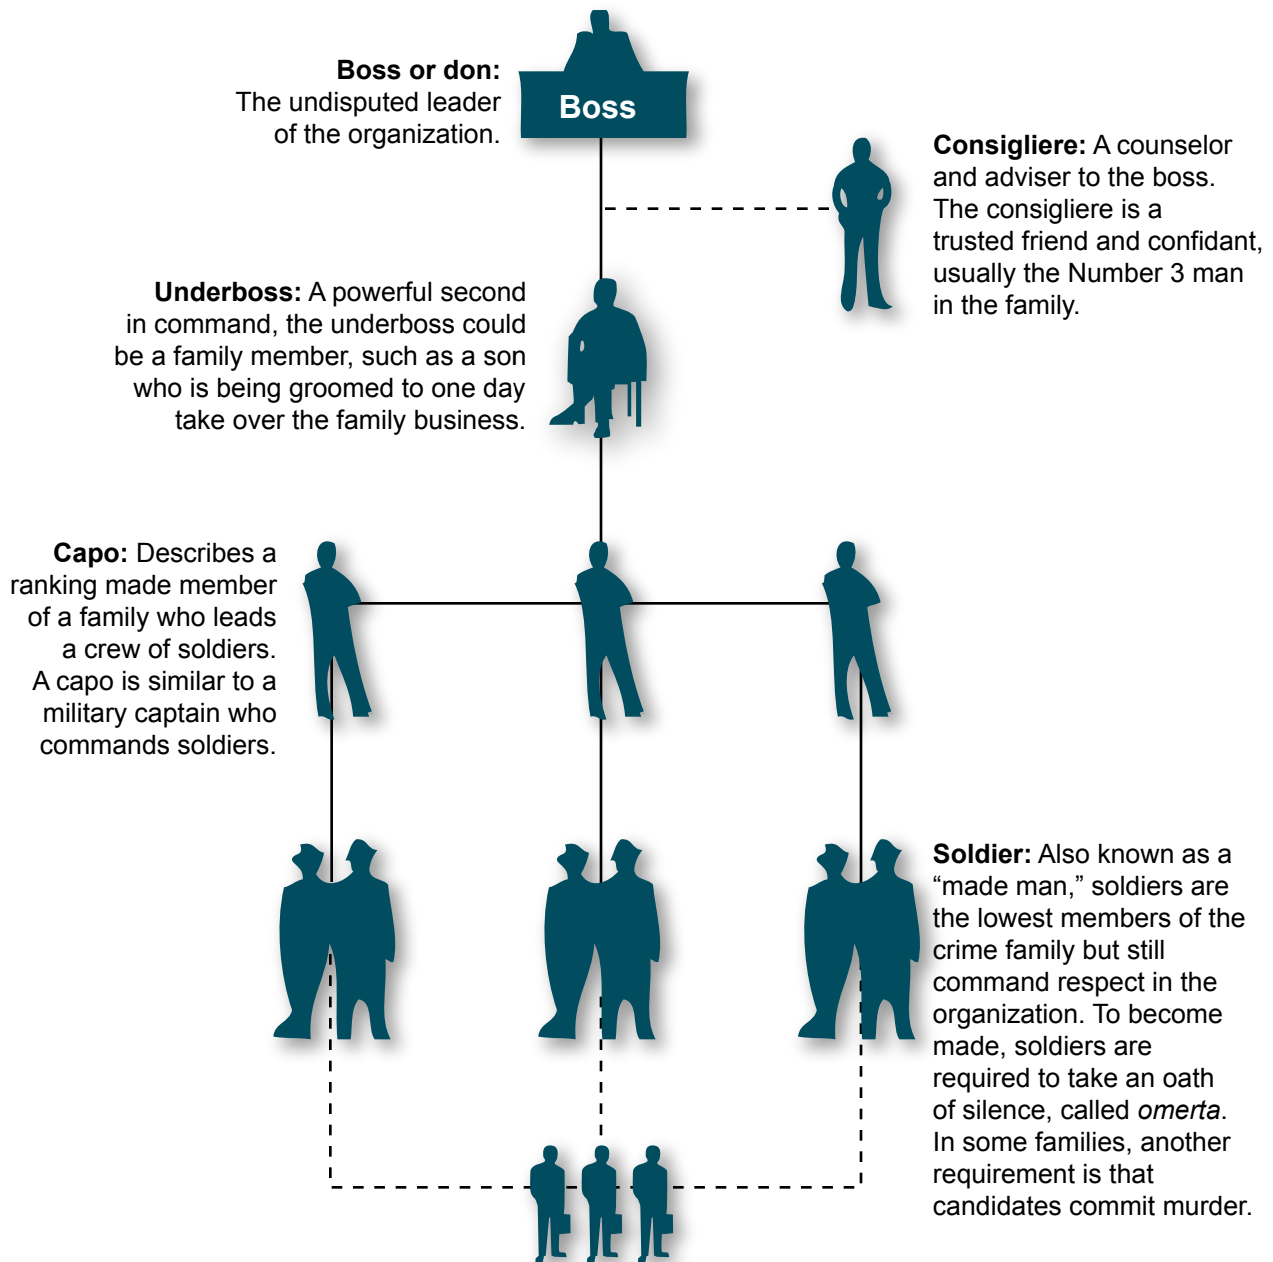 Boss or don:
The undisputed leader
of the organization.
Boss
Consigliere: A counselor
and adviser to the boss.
The consigliere is a
trusted friend and confidant,
usually the Number 3 man
in the family.
Underboss: A powerful second
in command, the underboss could
be a family member, such as a son
who is being groomed to one day
take over the family business.
Capo: Describes a
ranking made member
of a family who leads
a crew of soldiers.
A capo is similar to a
military captain who
commands soldiers.
Soldier: Also known as a
“made man,” soldiers are
the lowest members of the
crime family but still
command respect in the
organization. To become
made, soldiers are
required to take an oath
of silence, called omerta.
In some families, another
requirement is that
candidates commit murder.